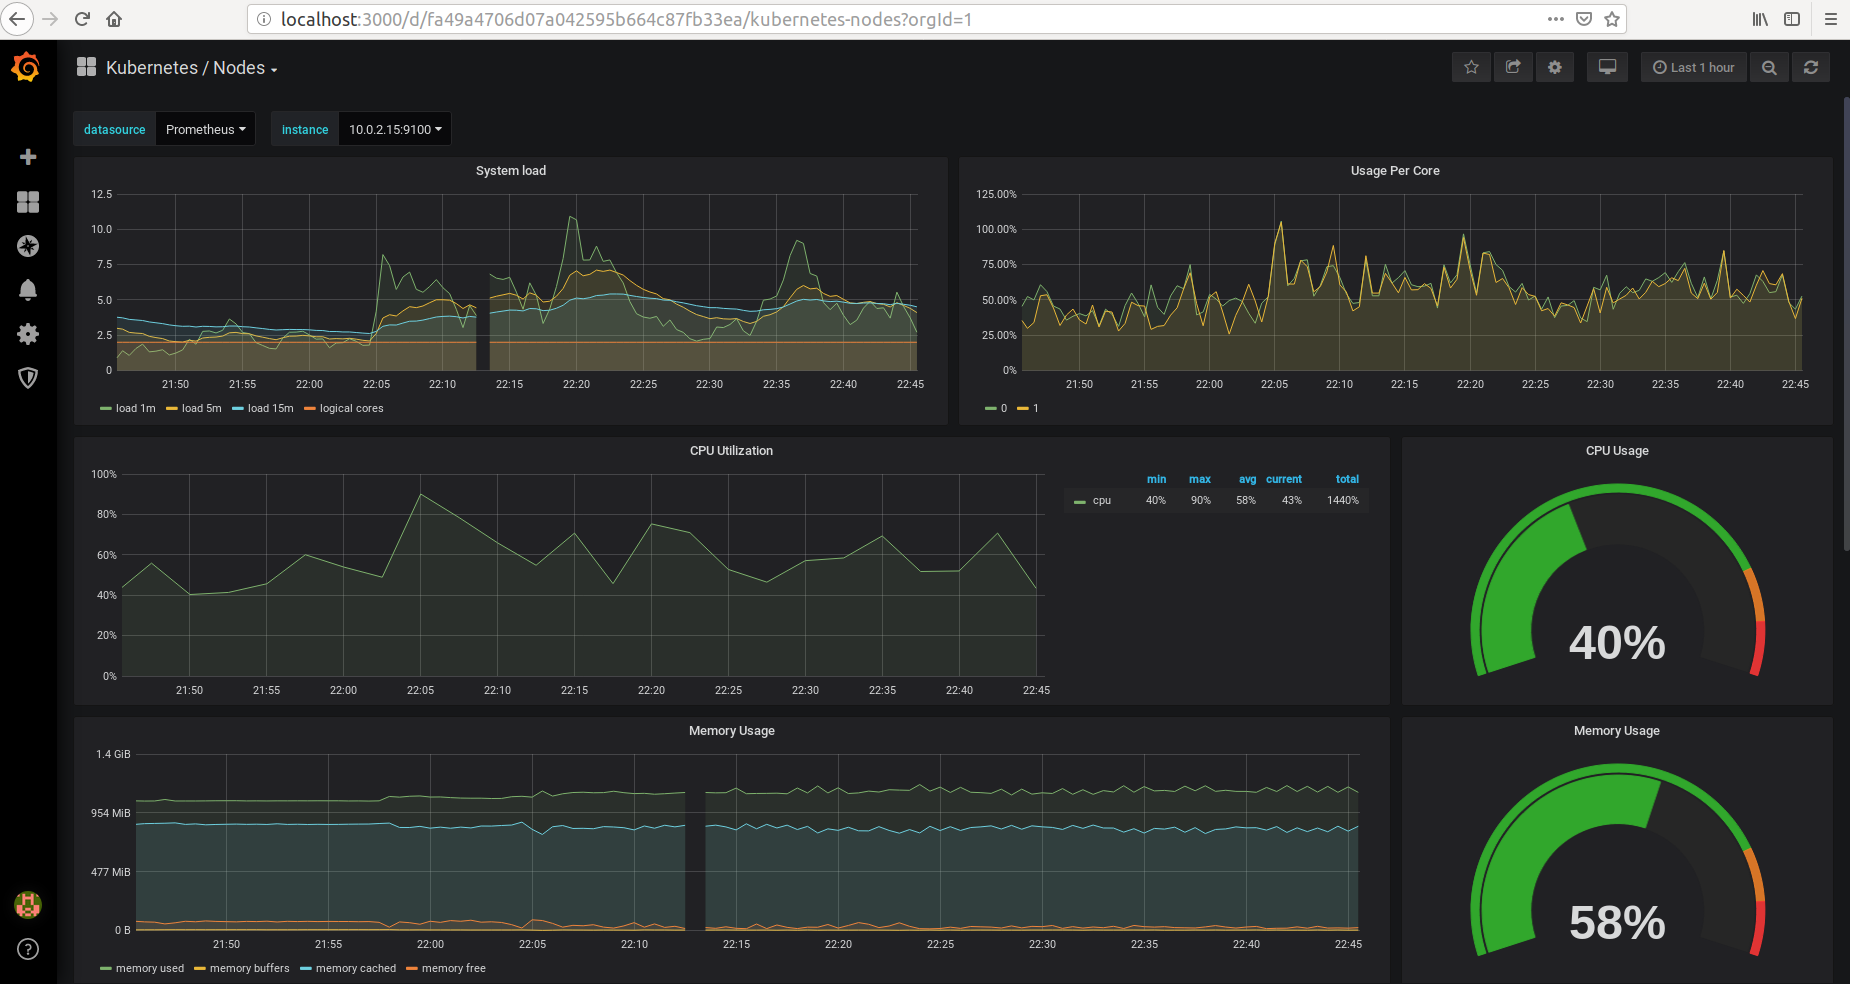 localhost:3000/d/fa49a4706d07a042595b664c87fb33ea/kubernetes-nodes?orgId=1
Kubernetes / Nodes
Last 1 hour
datasource Prometheus instance 10.0.2.15:9100
System load
12.5
10.0
7.5
5.0
2.5
0
21:50 21:55 22:00 22:05 22:10 22:15 22:20 22:25 22:30 22:35 22:40 22:45
load 1m load 5m load 15m logical cores
Usage Per Core
125.00%
100.00%
75.00%
50.00%
25.00%
0%
21:50 21:55 22:00 22:05 22:10 22:15 22:20 22:25 22:30 22:35 22:40 22:45
0 1
CPU Utilization
100%
80%
60%
40%
20%
0%
21:50 21:55 22:00 22:05 22:10 22:15 22:20 22:25 22:30 22:35 22:40 22:45
min max avg current total
cpu 40% 90% 58% 43% 1440%
CPU Usage
40%
Memory Usage
1.4 GiB
954 MiB
477 MiB
0 B
21:50 21:55 22:00 22:05 22:10 22:15 22:20 22:25 22:30 22:35 22:40 22:45
memory used memory buffers memory cached memory free
Memory Usage
58%